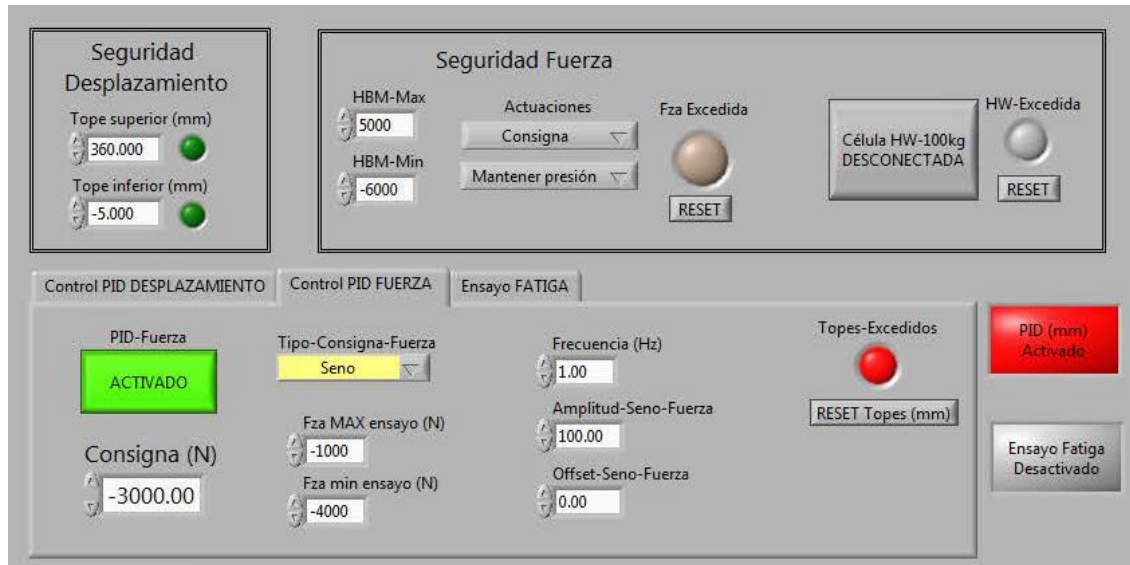 Seguridad
Desplazamiento
Tope superior (mm)
360.000
Tope inferior (mm)
-5.000
Seguridad Fuerza
HBM-Max
5000
HBM-Min
-6000
Actuaciones
Consigna
Mantener presión
Fza Excedida
RESET
Célula HW-100kg
DESCONECTADA
HW-Excedida
RESET
Control PID DESPLAZAMIENTO
Control PID FUERZA
Ensayo FATIGA
PID-Fuerza
ACTIVADO
Consigna (N)
-3000.00
Tipo-Consigna-Fuerza
Seno
Fza MAX ensayo (N)
-1000
Fza min ensayo (N)
-4000
Frecuencia (Hz)
1.00
Amplitud-Seno-Fuerza
100.00
Offset-Seno-Fuerza
0.00
Topes-Excedidos
RESET Topes (mm)
PID (mm)
Activado
Ensayo Fatiga
Desactivado